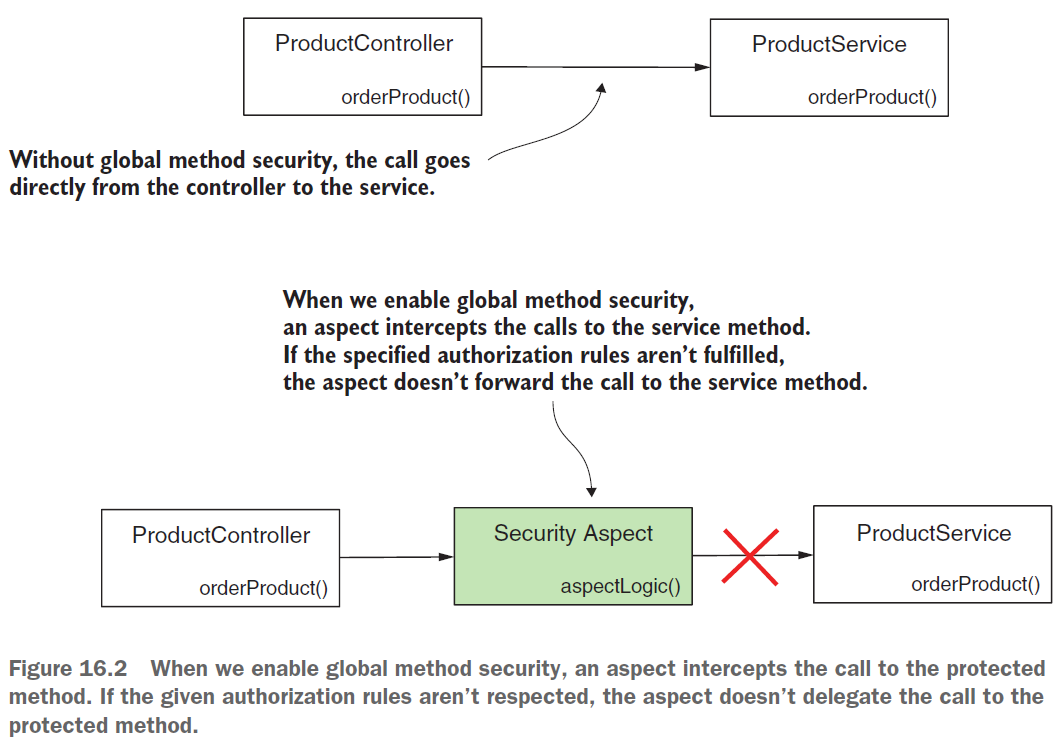 ProductController
orderProduct()
ProductService
orderProduct()
Without global method security, the call goes
directly from the controller to the service.
When we enable global method security,
an aspect intercepts the calls to the service method.
If the specified authorization rules aren’t fulfilled,
the aspect doesn’t forward the call to the service method.
ProductController
orderProduct()
Security Aspect
aspectLogic()
ProductService
orderProduct()
Figure 16.2 When we enable global method security, an aspect intercepts the call to the protected
method. If the given authorization rules aren’t respected, the aspect doesn’t delegate the call to the
protected method.